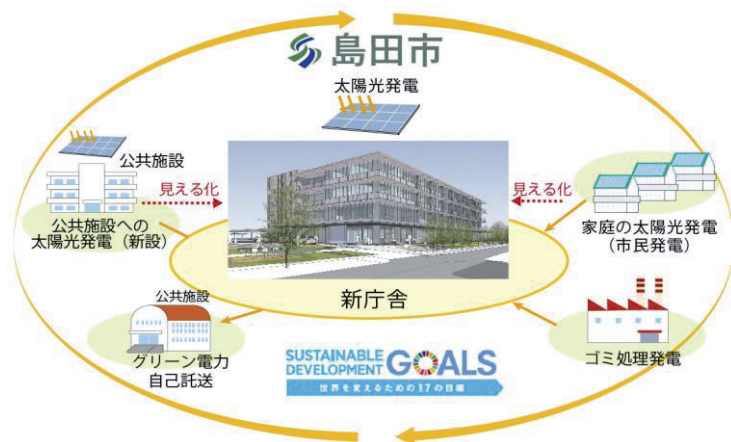 島田市
太陽光発電
公共施設
見える化
公共施設への
太陽光発電（新設）
見える化
家庭の太陽光発電
（市民発電）
新庁舎
公共施設
グリーン電力
自己託送
ゴミ処理発電
SUSTAINABLE
DEVELOPMENT
GOALS
世界を変えるための17の目標